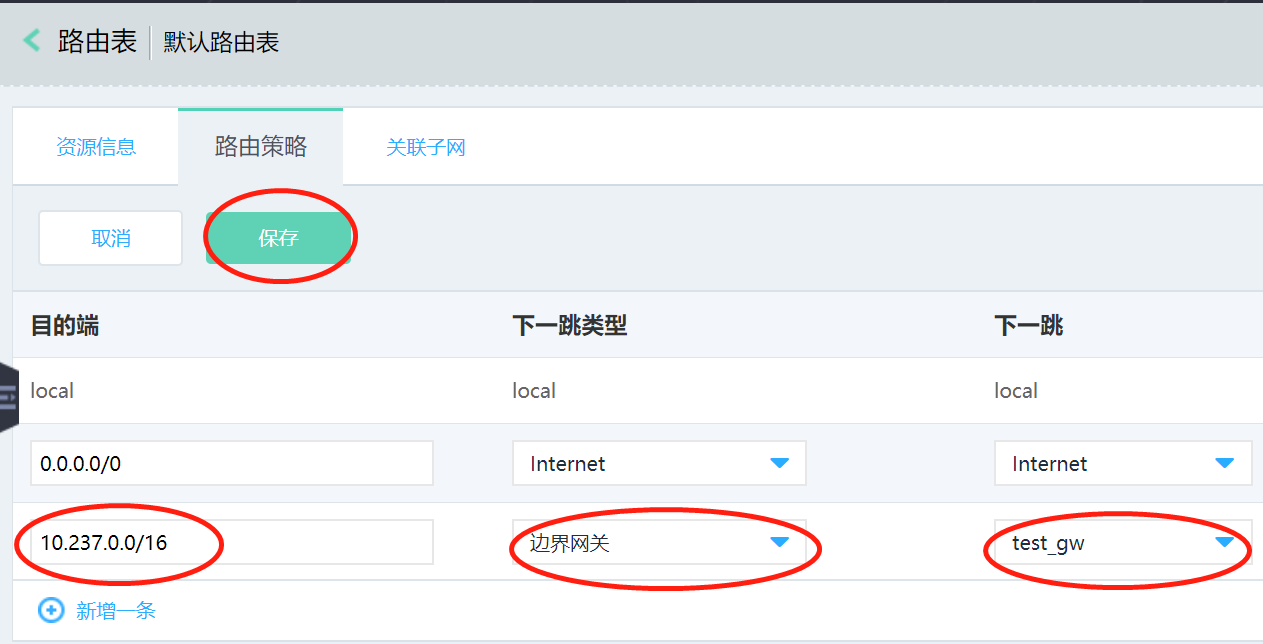 路由表 默认路由表
资源信息 路由策略 关联子网
取消 保存
目的端 下一跳类型 下一跳
local local local
0.0.0.0/0 Internet Internet
10.237.0.0/16 边界网关 test_gw
新增一条